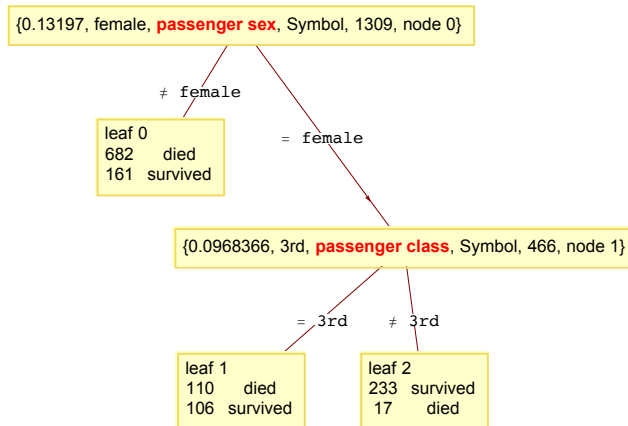 {0.13197, female, passenger sex, Symbol, 1309, node 0}
≠ female
leaf 0
682 died
161 survived
= female
{0.0968366, 3rd, passenger class, Symbol, 466, node 1}
= 3rd
≠ 3rd
leaf 1
110 died
106 survived
leaf 2
233 survived
17 died